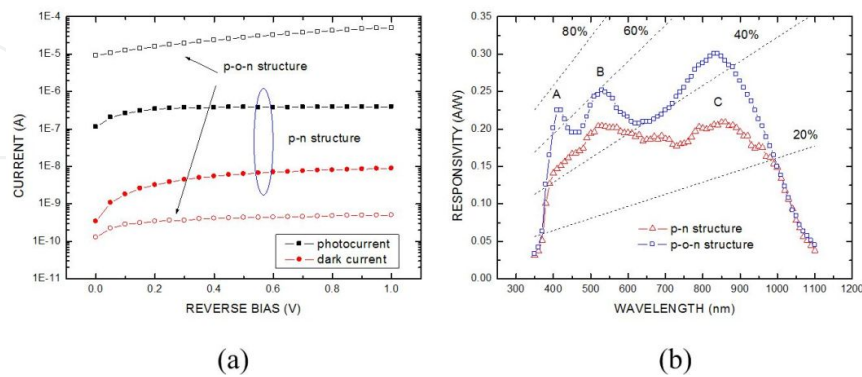 1E-4
1E-5
1E-6
1E-7
1E-8
1E-9
1E-10
1E-11
CURRENT (A)
p-o-n structure
p-n structure
photocurrent
dark current
0.0 0.2 0.4 0.6 0.8 1.0
REVERSE BIAS (V)
(a)
0.35
0.30
0.25
0.20
0.15
0.10
0.05
0.00
RESPONSIVITY (A/W)
80% 60% 40%
A B C
20%
p-n structure
p-o-n structure
300 400 500 600 700 800 900 1000 1100 1200
WAVELENGTH (nm)
(b)